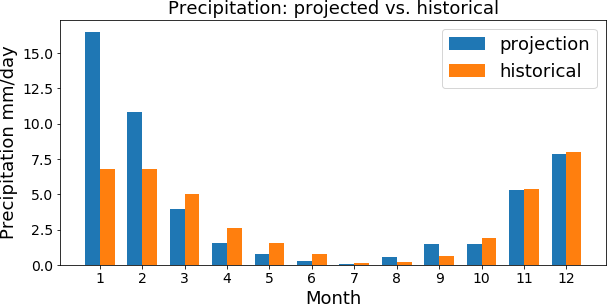 Precipitation: projected vs. historical
Precipitation mm/day
15.0
12.5
10.0
7.5
5.0
2.5
0.0
projection
historical
1 2 3 4 5 6 7 8 9 10 11 12
Month